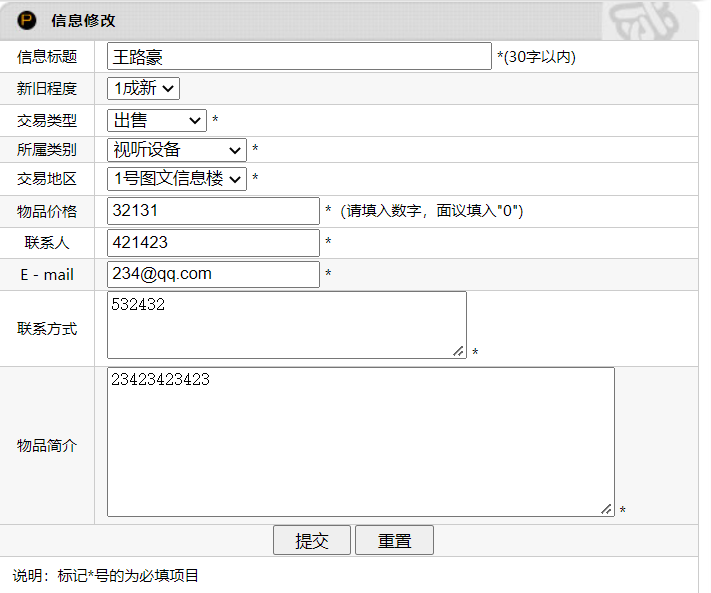 P 信息修改
信息标题 王路豪 *(30字以内)
新旧程度 1成新
交易类型 出售 *
所属类别 视听设备 *
交易地区 1号图文信息楼 *
物品价格 32131 * (请填入数字，面议填入"0")
联系人 421423 *
E - mail 234@qq.com *
联系方式 532432 *
物品简介 23423423423 *
提交 重置
说明：标记*号的为必填项目